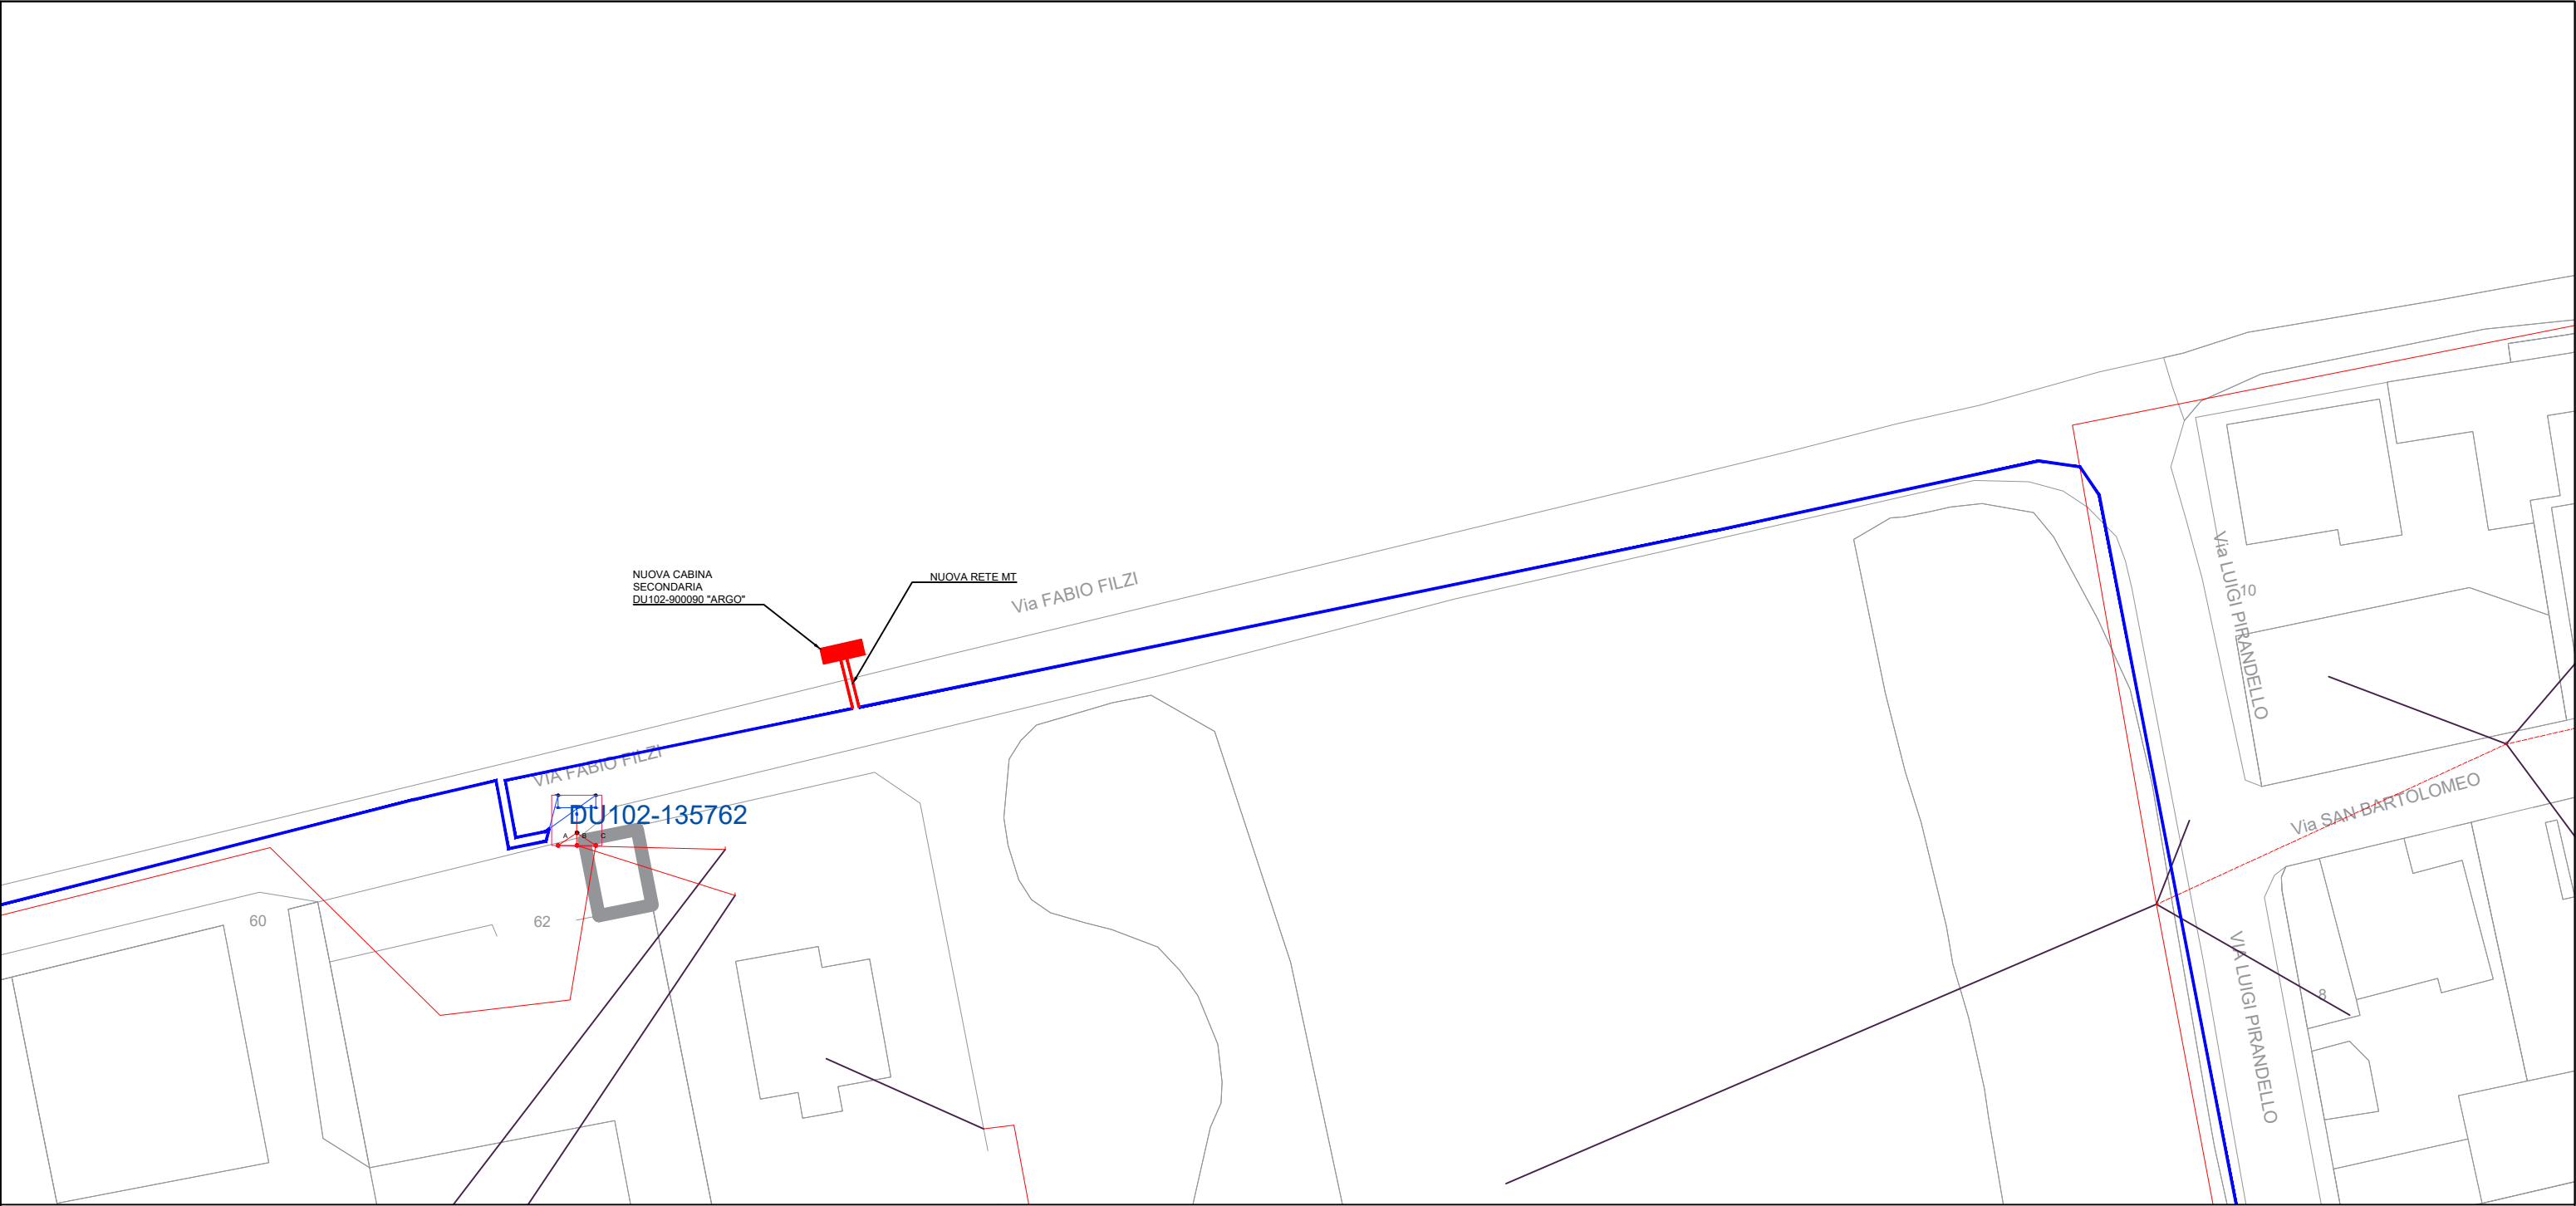 NUOVA CABINA
SECONDARIA
DU102-900090 "ARGO"
NUOVA RETE MT
Via FABIO FILZI
VIA FABIO FILZI
DU102-135762
A B C
60
62
Via LUIGI PIRANDELLO
10
Via SAN BARTOLOMEO
VIA LUIGI PIRANDELLO
8